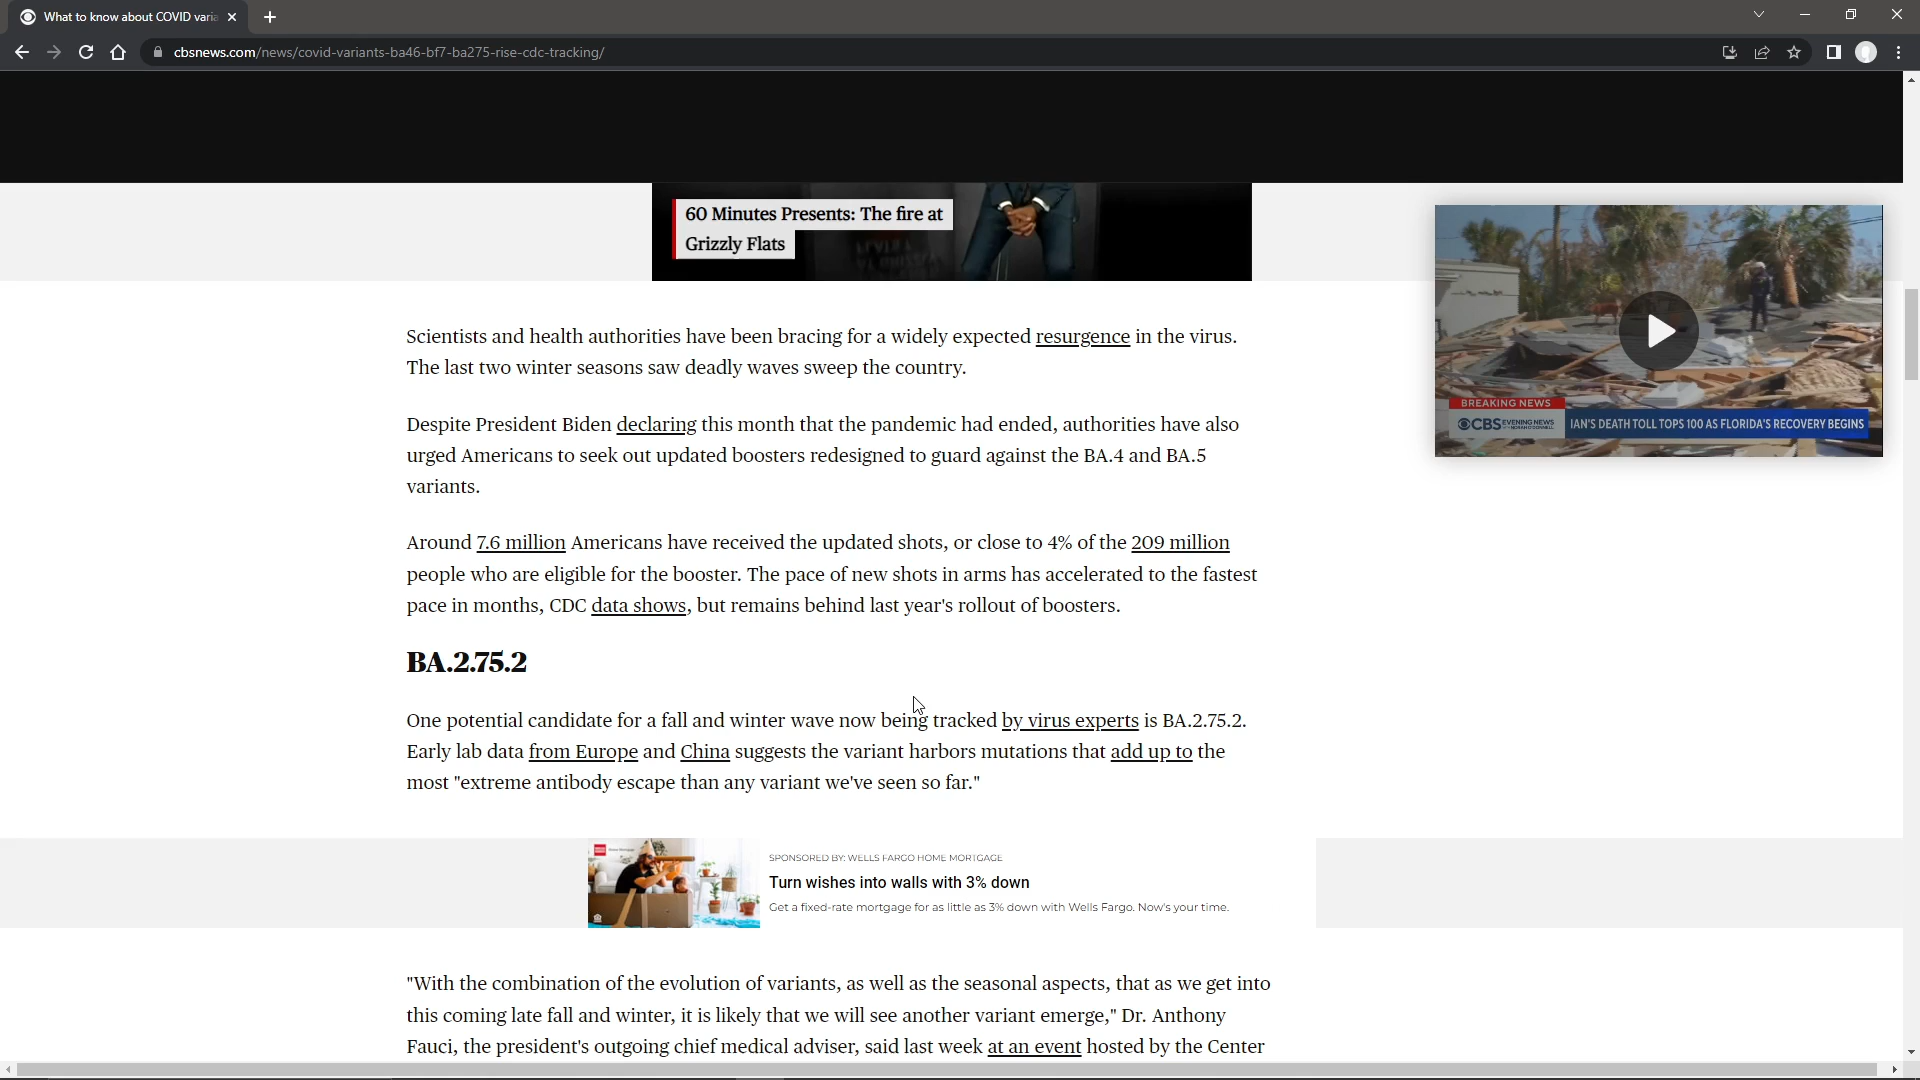 What to know about COVID varia
cbsnews.com/news/covid-variants-ba46-bf7-ba275-rise-cdc-tracking/
60 Minutes Presents: The fire at
Grizzly Flats
BREAKING NEWS
CBS EVENING NEWS
IAN'S DEATH TOLL TOPS 100 AS FLORIDA'S RECOVERY BEGINS
Scientists and health authorities have been bracing for a widely expected resurgence in the virus.
The last two winter seasons saw deadly waves sweep the country.
Despite President Biden declaring this month that the pandemic had ended, authorities have also
urged Americans to seek out updated boosters redesigned to guard against the BA.4 and BA.5
variants.
Around 7.6 million Americans have received the updated shots, or close to 4% of the 209 million
people who are eligible for the booster. The pace of new shots in arms has accelerated to the fastest
pace in months, CDC data shows, but remains behind last year's rollout of boosters.
BA.2.75.2
One potential candidate for a fall and winter wave now being tracked by virus experts is BA.2.75.2.
Early lab data from Europe and China suggests the variant harbors mutations that add up to the
most "extreme antibody escape than any variant we've seen so far."
SPONSORED BY: WELLS FARGO HOME MORTGAGE
Turn wishes into walls with 3% down
Get a fixed-rate mortgage for as little as 3% down with Wells Fargo. Now's your time.
"With the combination of the evolution of variants, as well as the seasonal aspects, that as we get into
this coming late fall and winter, it is likely that we will see another variant emerge," Dr. Anthony
Fauci, the president's outgoing chief medical adviser, said last week at an event hosted by the Center